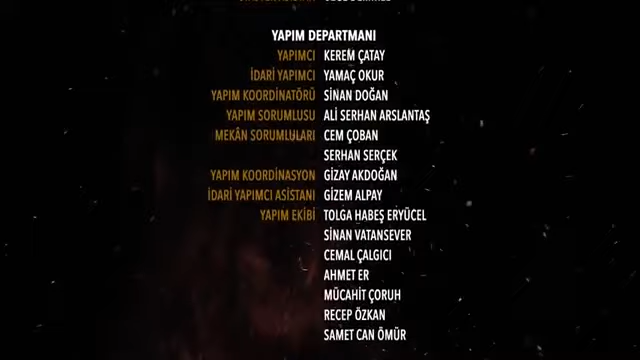 YAPIM DEPARTMANI
YAPIMCI KEREM ÇATAY
İDARİ YAPIMCI YAMAÇ OKUR
YAPIM KOORDİNATÖRÜ SİNAN DOĞAN
YAPIM SORUMLUSU ALİ SERHAN ARSLANTAŞ
MEKÂN SORUMLULARI CEM ÇOBAN
SERHAN SERÇEK
YAPIM KOORDİNASYON GİZAY AKDOĞAN
İDARİ YAPIMCI ASİSTANI GİZEM ALPAY
YAPIM EKİBİ TOLGA HABEŞ ERYÜCEL
SİNAN VATANSEVER
CEMAL ÇALGICI
AHMET ER
MÜCAHİT ÇORUH
RECEP ÖZKAN
SAMET CAN ÖMÜR